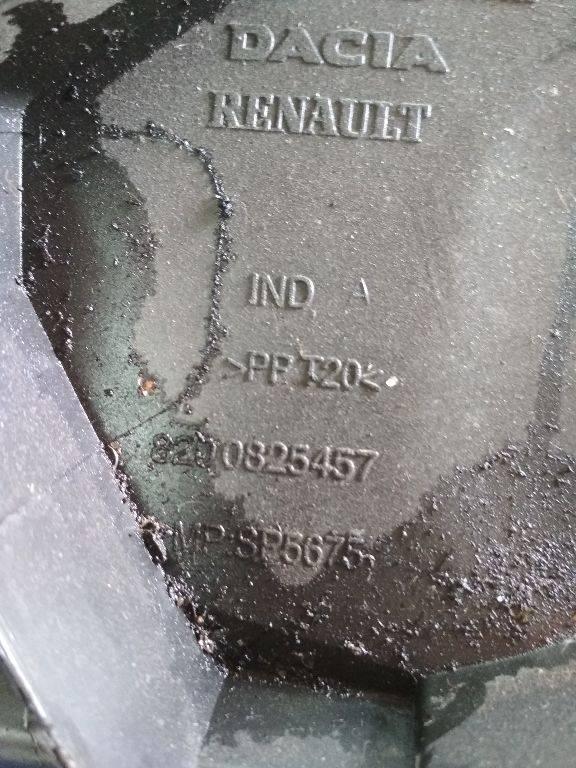 DACIA
RENAULT
IND A
>PP T20<
8200825457
MP.SP5675